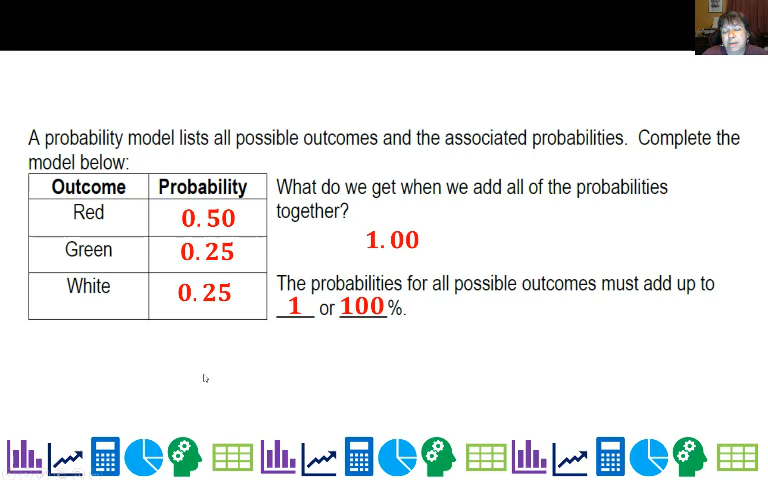 A probability model lists all possible outcomes and the associated probabilities. Complete the
model below:
Outcome Probability
Red 0.50
Green 0.25
White 0.25
What do we get when we add all of the probabilities
together?
1.00
The probabilities for all possible outcomes must add up to
1 or 100%.